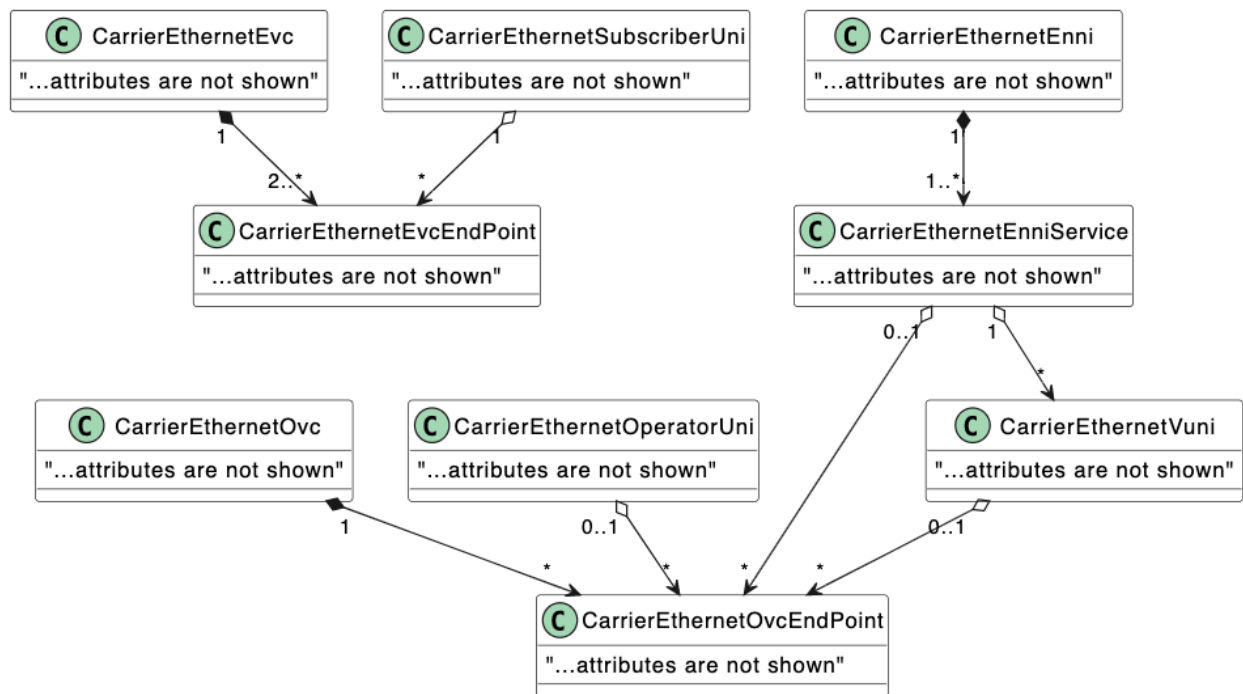 C CarrierEthernetEvc
"...attributes are not shown"
C CarrierEthernetSubscriberUni
"...attributes are not shown"
C CarrierEthernetEnni
"...attributes are not shown"
1
1
1
2..*
*
1..*
C CarrierEthernetEvcEndPoint
"...attributes are not shown"
C CarrierEthernetEnniService
"...attributes are not shown"
0..1
1
*
C CarrierEthernetOvc
"...attributes are not shown"
C CarrierEthernetOperatorUni
"...attributes are not shown"
C CarrierEthernetVuni
"...attributes are not shown"
1
0..1
0..1
*
*
*
*
C CarrierEthernetOvcEndPoint
"...attributes are not shown"